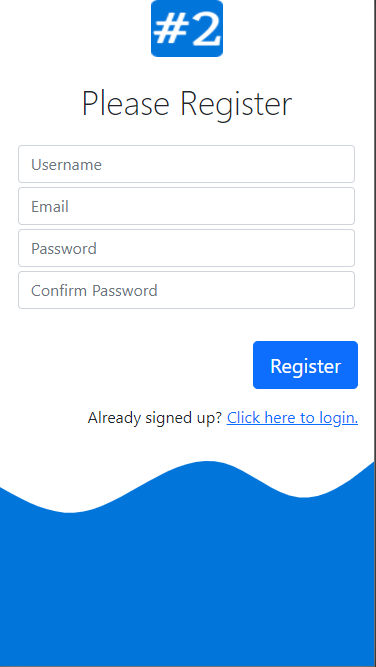 #2
Please Register
Username
Email
Password
Confirm Password
Register
Already signed up? Click here to login.